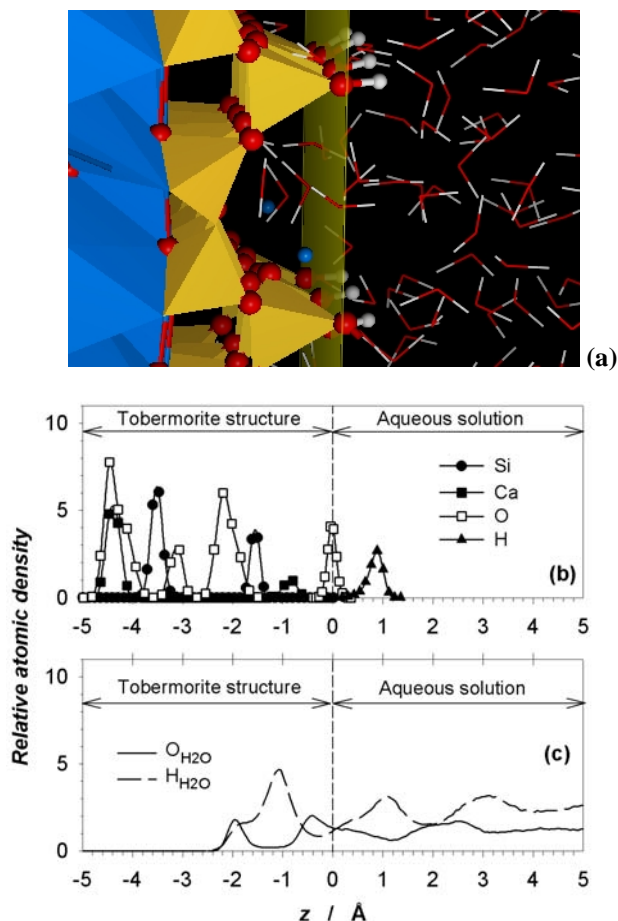 (a)
10
Tobermorite structure
Aqueous solution
Si
Ca
O
H
5
(b)
0
-5 -4 -3 -2 -1 0 1 2 3 4 5
Relative atomic density
10
Tobermorite structure
Aqueous solution
O H2O
(c)
H H2O
5
0
-5 -4 -3 -2 -1 0 1 2 3 4 5
z / Å